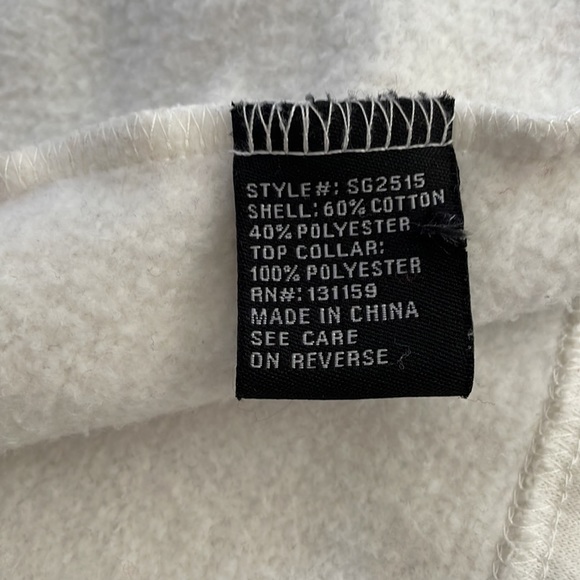 STYLE#: SG2515
SHELL: 60% COTTON
40% POLYESTER
TOP COLLAR:
100% POLYESTER
RN#: 131159
MADE IN CHINA
SEE CARE
ON REVERSE